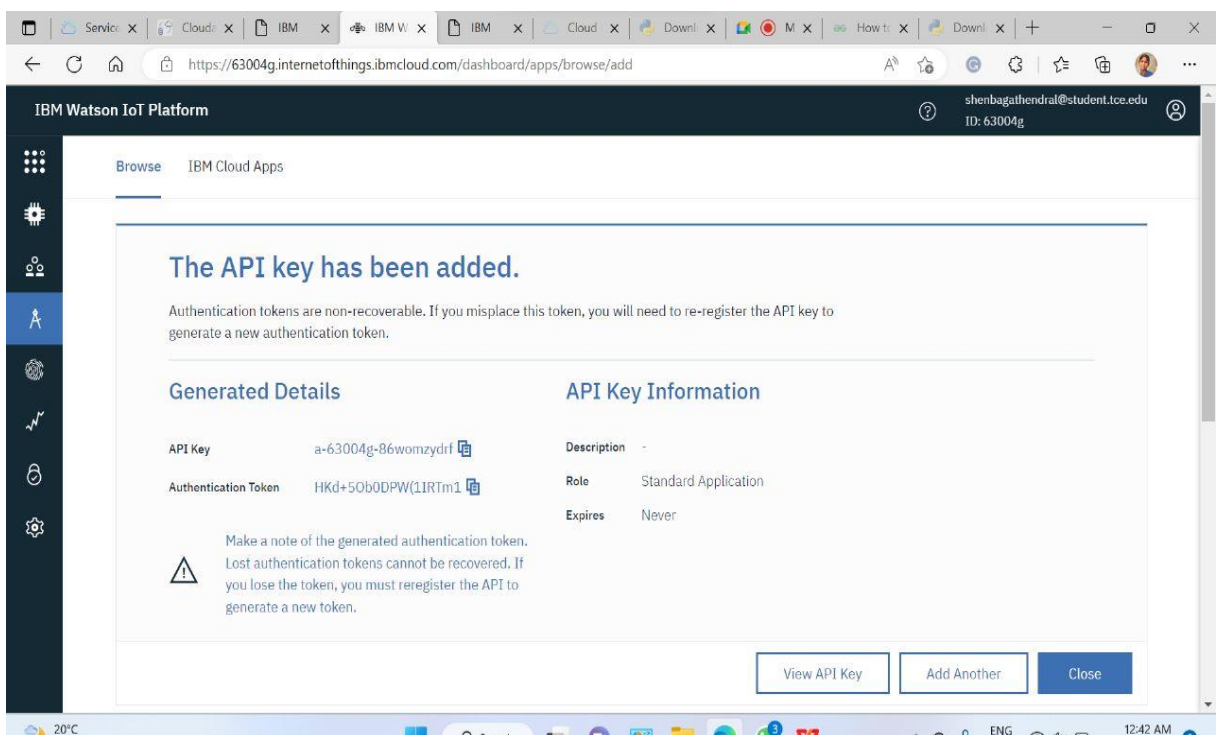 Service
Clouda
IBM
IBM W
IBM
Cloud
Downl
M
How to
Downl
https://63004g.internetofthings.ibmcloud.com/dashboard/apps/browse/add
IBM Watson IoT Platform
shenbagathendral@student.tce.edu
ID: 63004g
Browse IBM Cloud Apps
The API key has been added.
Authentication tokens are non-recoverable. If you misplace this token, you will need to re-register the API key to
generate a new authentication token.
Generated Details
API Key a-63004g-86womzydrf
Authentication Token HKd+5Ob0DPW(1IRTm1
Make a note of the generated authentication token.
Lost authentication tokens cannot be recovered. If
you lose the token, you must reregister the API to
generate a new token.
API Key Information
Description -
Role Standard Application
Expires Never
View API Key
Add Another
Close
20°C
3
ENG
12:42 AM